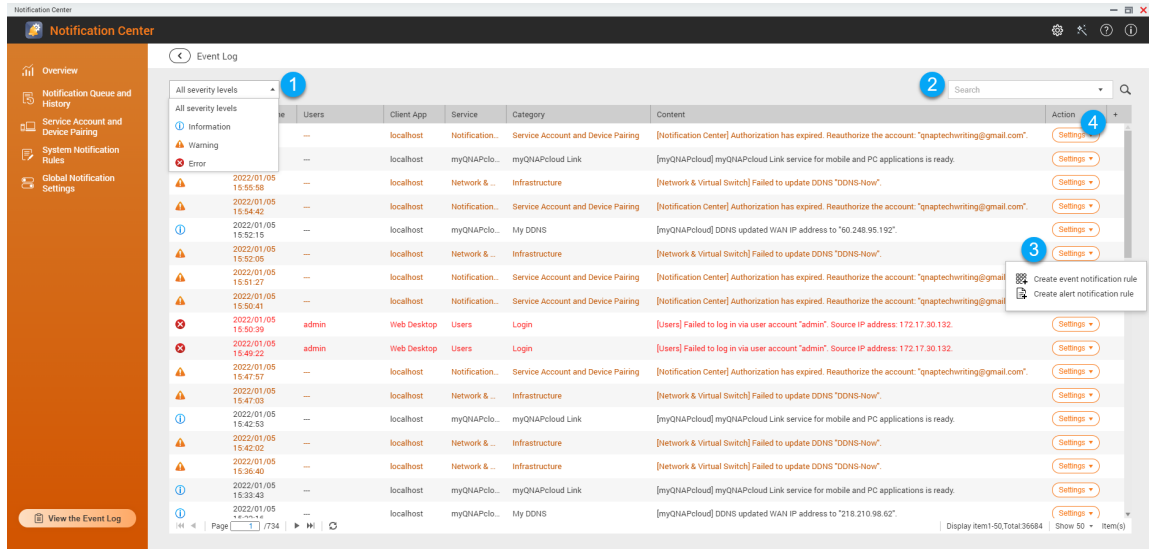 Notification Center
Notification Center
Event Log
Overview
Notification Queue and
History
Service Account and
Device Pairing
System Notification
Rules
Global Notification
Settings
View the Event Log
All severity levels
1
2
Search
All severity levels
Information
Warning
Error
Users
Client App
Service
Category
Content
Action
+
4
--- localhost Notification... Service Account and Device Pairing [Notification Center] Authorization has expired. Reauthorize the account: "qnaptechwriting@gmail.com". Settings
--- localhost myQNAPclo... myQNAPcloud Link [myQNAPcloud] myQNAPcloud Link service for mobile and PC applications is ready. Settings
2022/01/05
15:55:58
--- localhost Network & ... Infrastructure [Network & Virtual Switch] Failed to update DDNS "DDNS-Now". Settings
2022/01/05
15:54:42
--- localhost Notification... Service Account and Device Pairing [Notification Center] Authorization has expired. Reauthorize the account: "qnaptechwriting@gmail.com". Settings
2022/01/05
15:52:15
--- localhost myQNAPclo... My DDNS [myQNAPcloud] DDNS updated WAN IP address to "60.248.95.192". Settings
2022/01/05
15:52:05
--- localhost Network & ... Infrastructure [Network & Virtual Switch] Failed to update DDNS "DDNS-Now". Settings
3
Create event notification rule
Create alert notification rule
2022/01/05
15:51:27
--- localhost Notification... Service Account and Device Pairing [Notification Center] Authorization has expired. Reauthorize the account: "qnaptechwriting@gmail
2022/01/05
15:50:41
--- localhost Notification... Service Account and Device Pairing [Notification Center] Authorization has expired. Reauthorize the account: "qnaptechwriting@gmail
2022/01/05
15:50:39
admin Web Desktop Users Login [Users] Failed to log in via user account "admin". Source IP address: 172.17.30.132. Settings
2022/01/05
15:49:22
admin Web Desktop Users Login [Users] Failed to log in via user account "admin". Source IP address: 172.17.30.132. Settings
2022/01/05
15:47:57
--- localhost Notification... Service Account and Device Pairing [Notification Center] Authorization has expired. Reauthorize the account: "qnaptechwriting@gmail.com". Settings
2022/01/05
15:47:03
--- localhost Network & ... Infrastructure [Network & Virtual Switch] Failed to update DDNS "DDNS-Now". Settings
2022/01/05
15:42:53
--- localhost myQNAPclo... myQNAPcloud Link [myQNAPcloud] myQNAPcloud Link service for mobile and PC applications is ready. Settings
2022/01/05
15:42:02
--- localhost Network & ... Infrastructure [Network & Virtual Switch] Failed to update DDNS "DDNS-Now". Settings
2022/01/05
15:36:40
--- localhost Network & ... Infrastructure [Network & Virtual Switch] Failed to update DDNS "DDNS-Now". Settings
2022/01/05
15:33:43
--- localhost myQNAPclo... myQNAPcloud Link [myQNAPcloud] myQNAPcloud Link service for mobile and PC applications is ready. Settings
2022/01/05
--- localhost myQNAPclo... My DDNS [myQNAPcloud] DDNS updated WAN IP address to "218.210.98.62". Settings
Page 1 /734
Display item1-50,Total:36684 Show 50 Item(s)